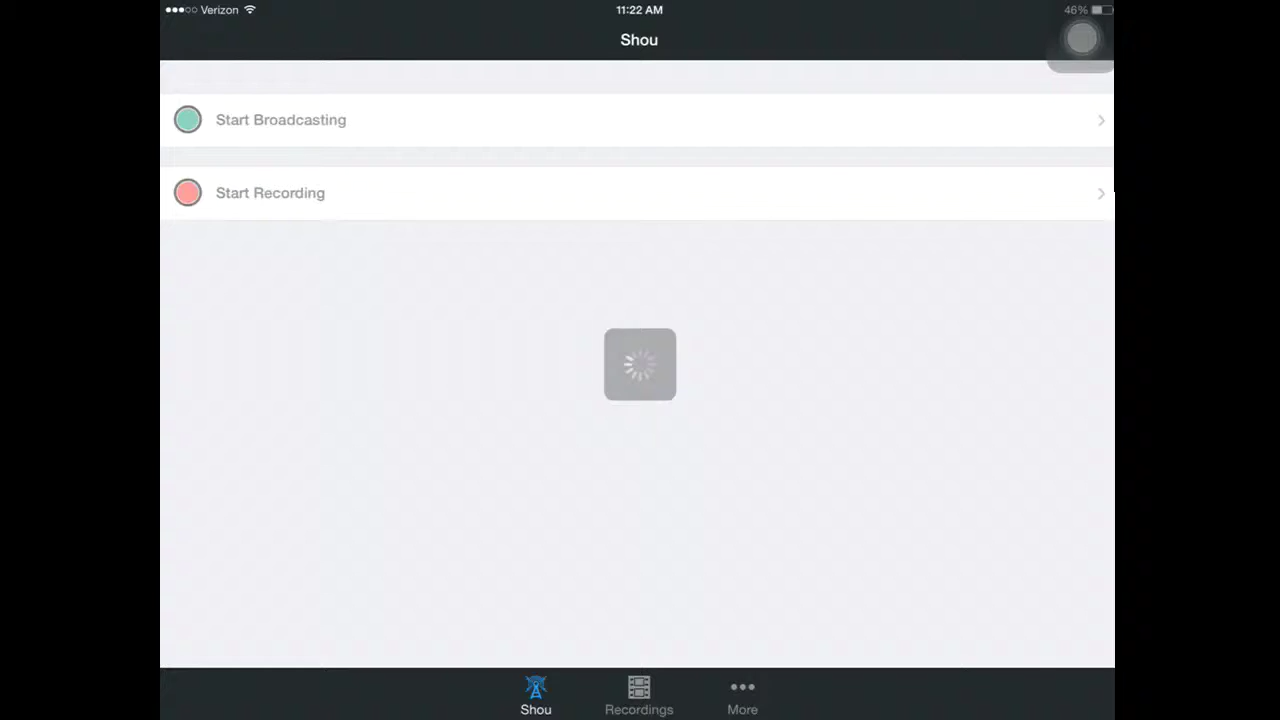 Verizon 11:22 AM 46%
Shou
Start Broadcasting
Start Recording
Shou Recordings More